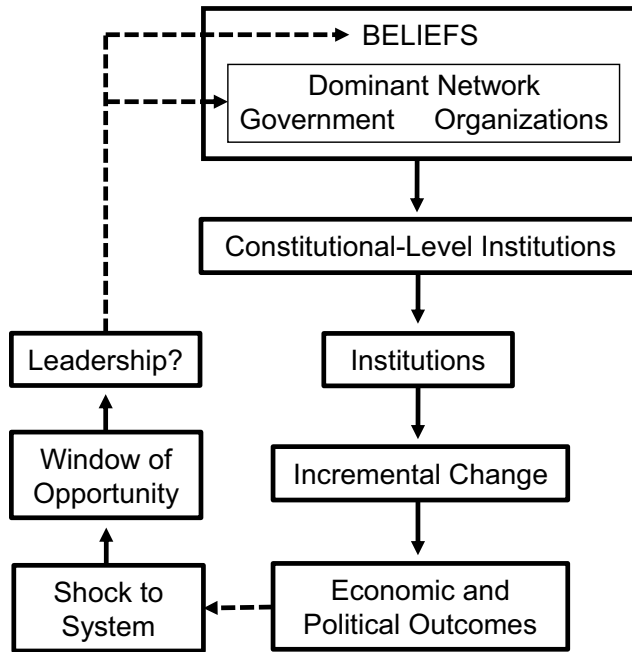 BELIEFS
Dominant Network
Government Organizations
Constitutional-Level Institutions
Leadership?
Institutions
Window of
Opportunity
Incremental Change
Shock to
System
Economic and
Political Outcomes